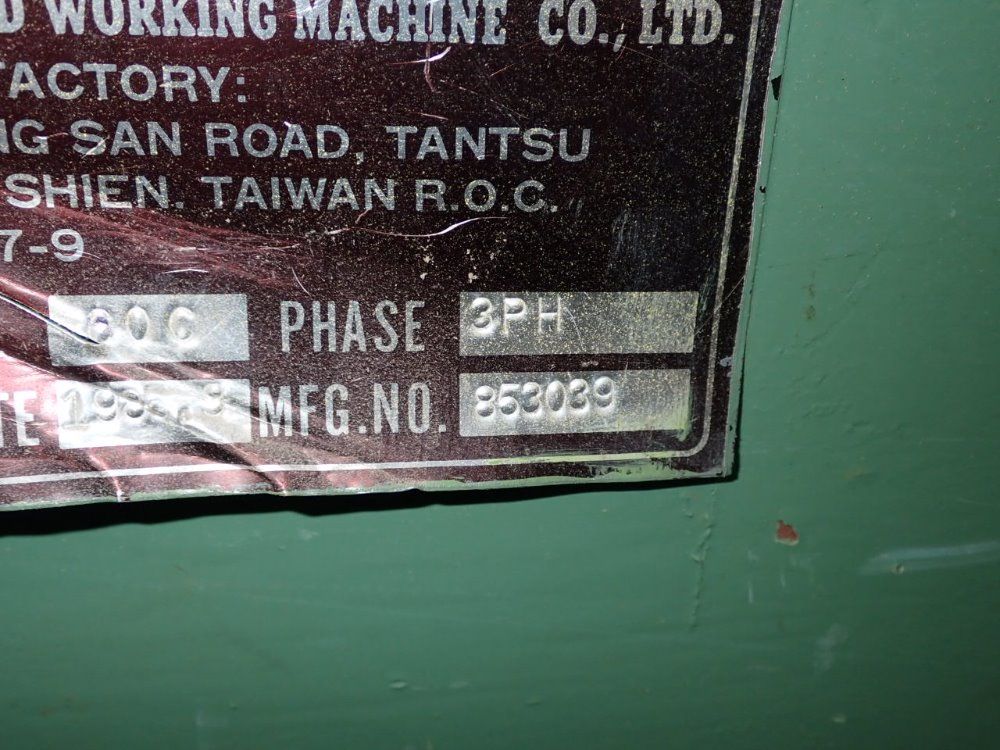 D WORKING MACHINE CO., LTD.
FACTORY:
NG SAN ROAD, TANTSU
SHIEN. TAIWAN R.O.C.
7-9
60C PHASE 3PH
TE MFG.NO. 853039